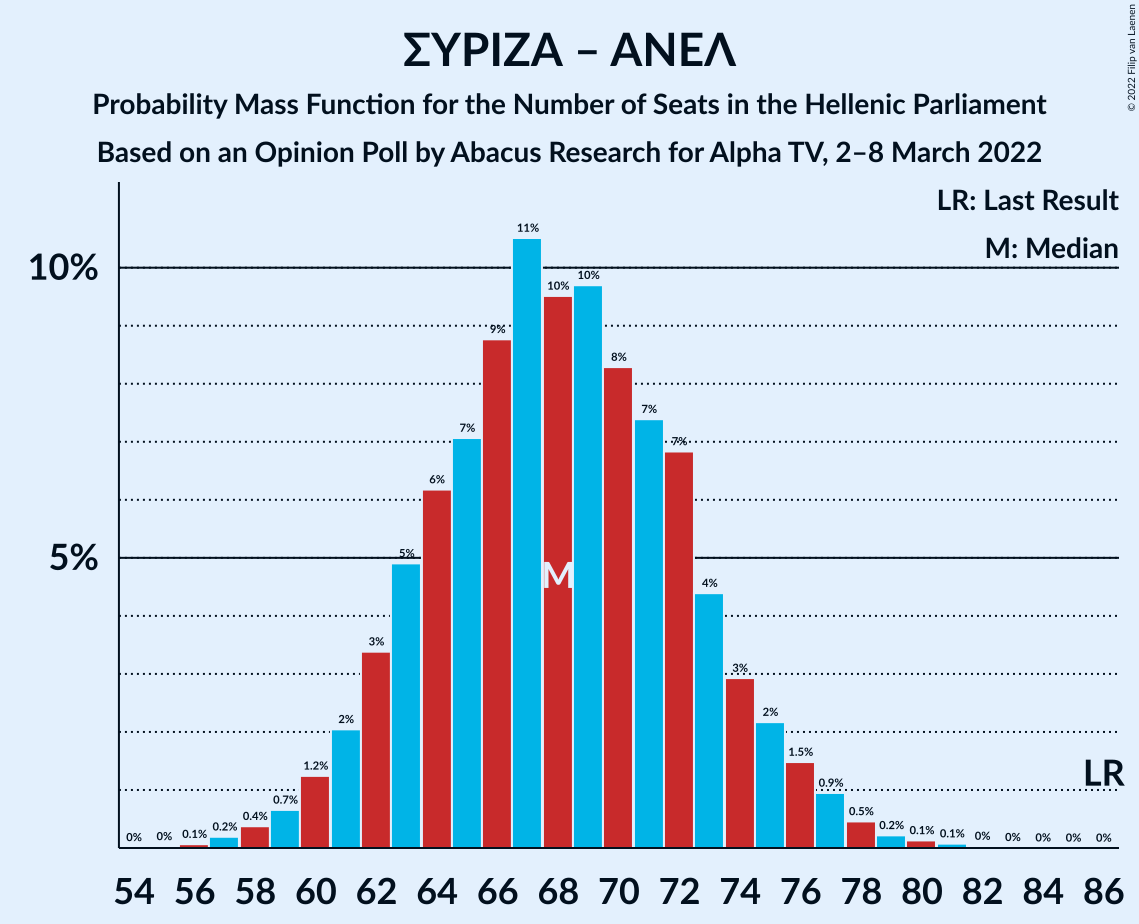 ΣΥΡΙΖΑ – ΑΝΕΛ
Probability Mass Function for the Number of Seats in the Hellenic Parliament
Based on an Opinion Poll by Abacus Research for Alpha TV, 2–8 March 2022
© 2022 Filip van Laenen
LR: Last Result
M: Median
10%
5%
0% 0% 0.1% 0.2% 0.4% 0.7% 1.2% 2% 3% 5% 6% 7% 9% 11% 10% 10% 8% 7% 7% 4% 3% 2% 1.5% 0.9% 0.5% 0.2% 0.1% 0.1% 0% 0% 0% 0% 0%
M
LR
54 56 58 60 62 64 66 68 70 72 74 76 78 80 82 84 86